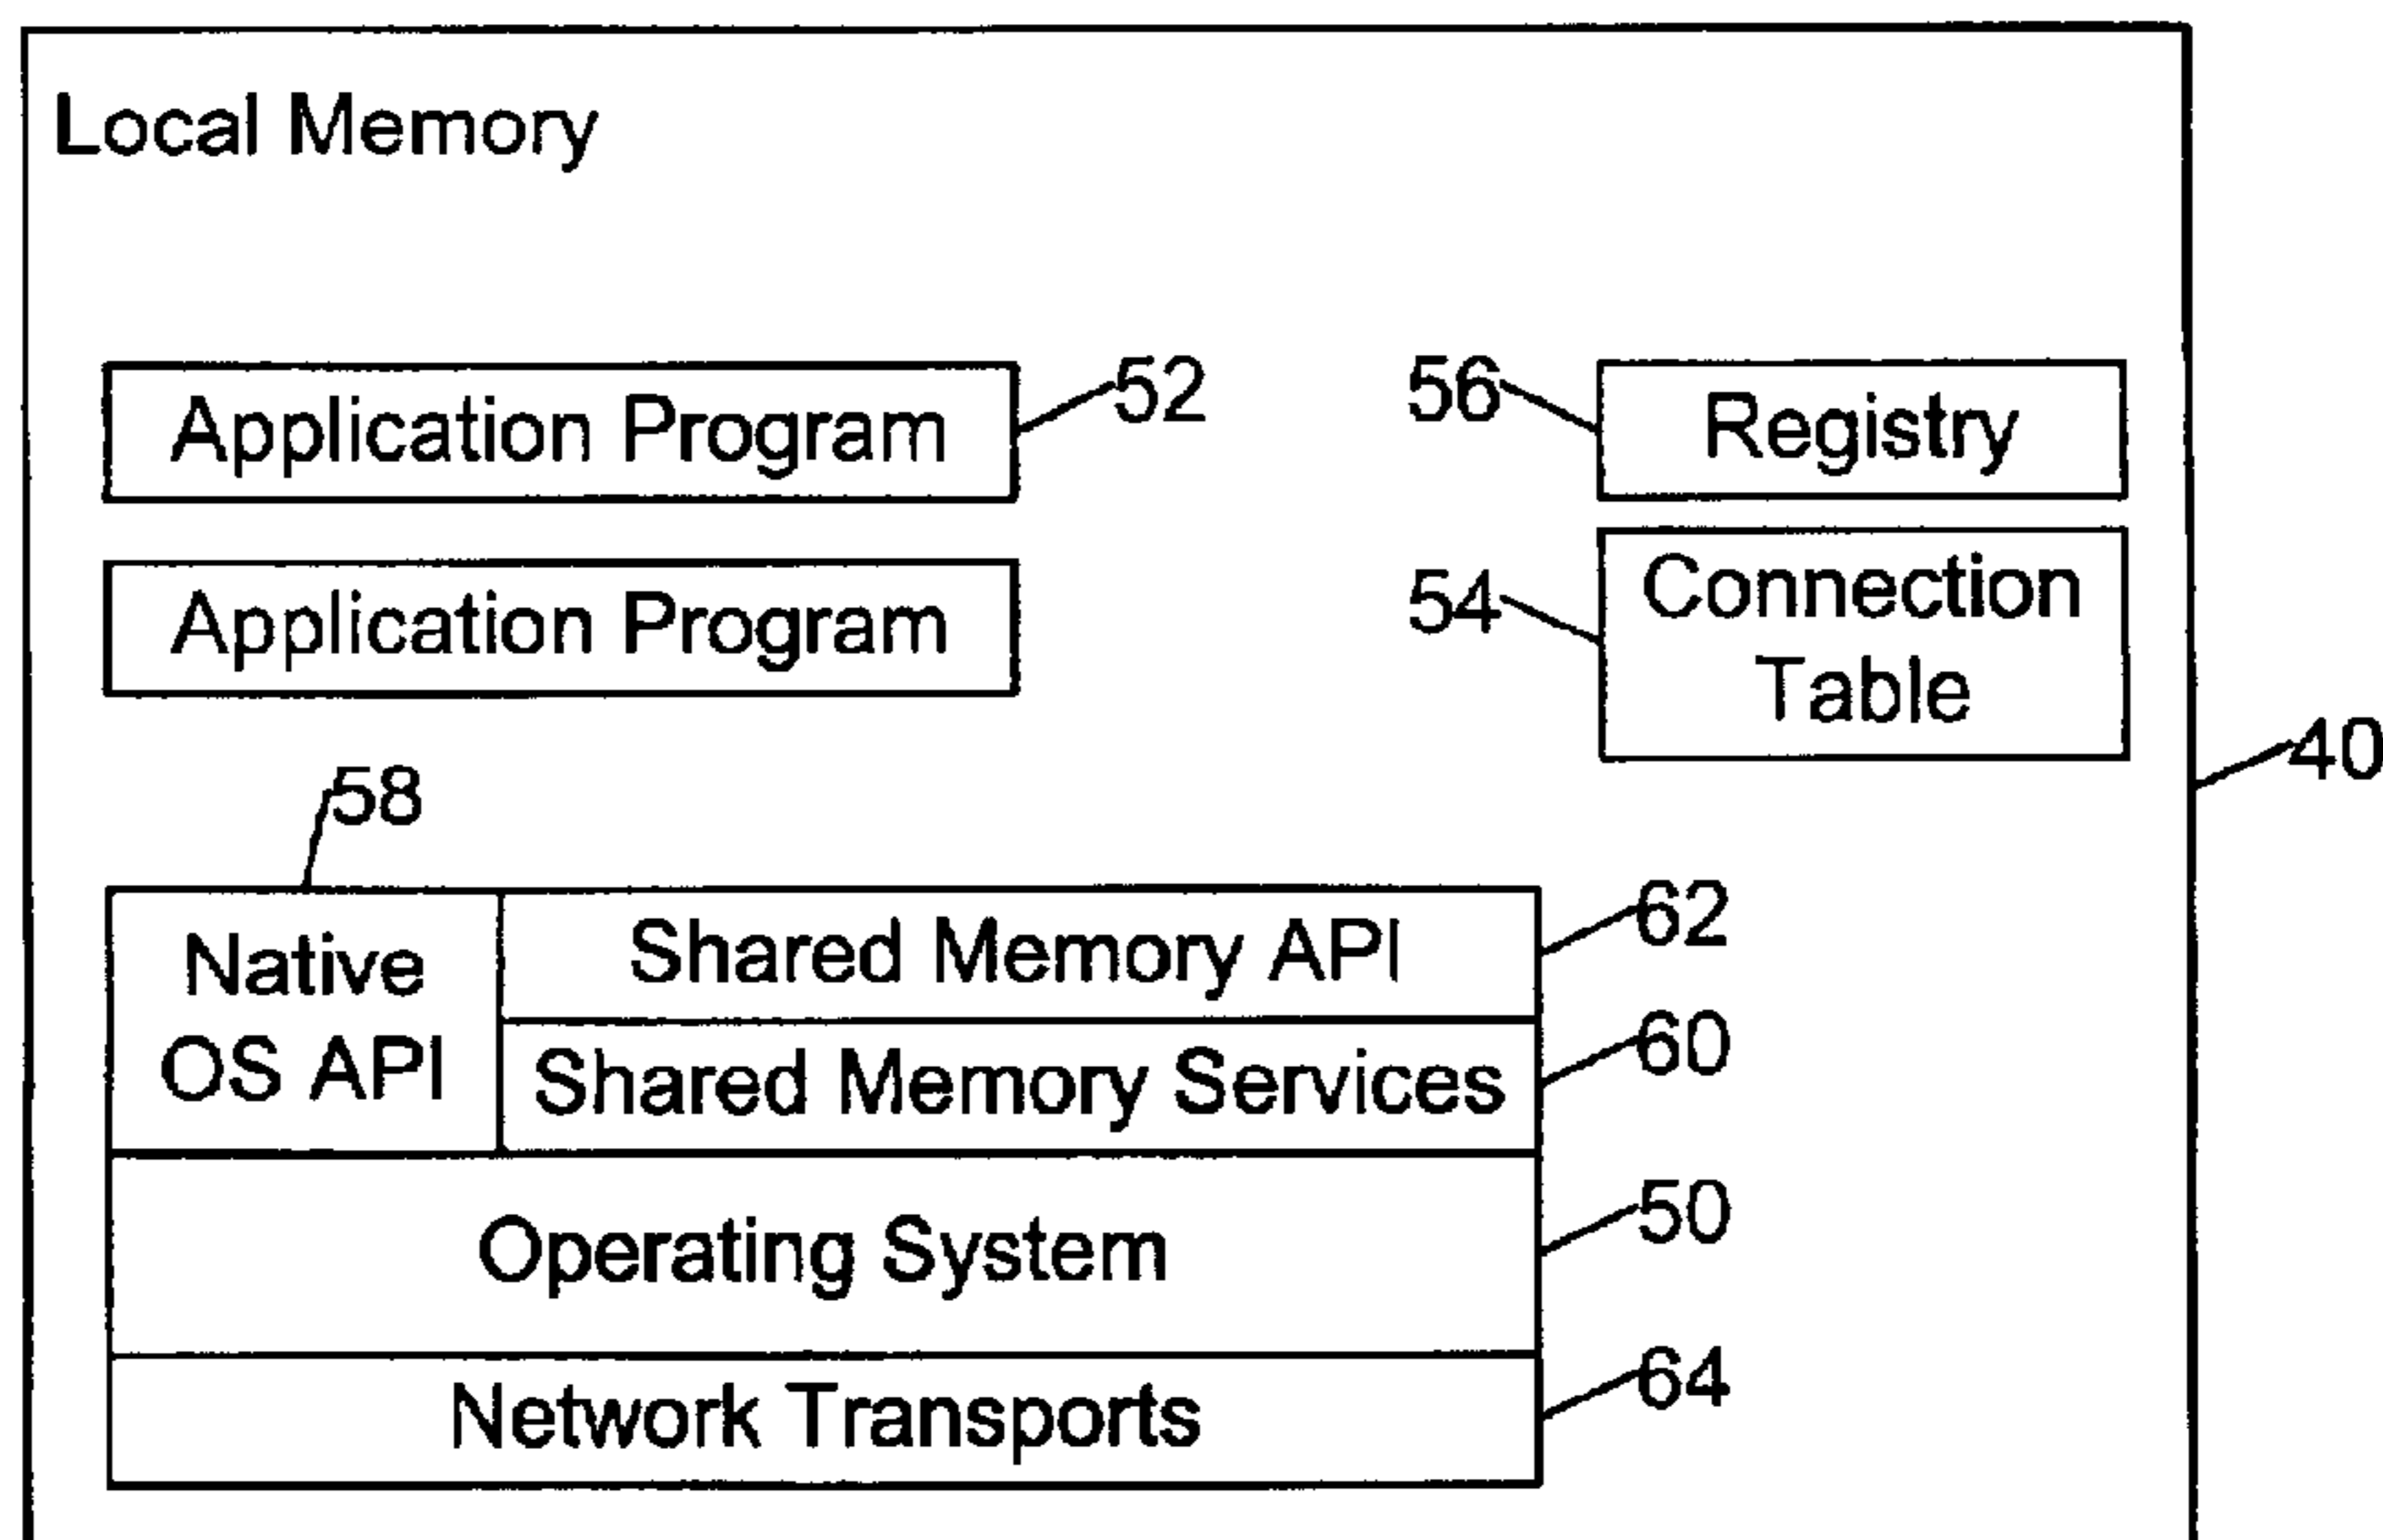 Local Memory
Application Program
52
56
Registry
Application Program
54
Connection
Table
40
58
Native
OS API
Shared Memory API
62
Shared Memory Services
60
Operating System
50
Network Transports
64